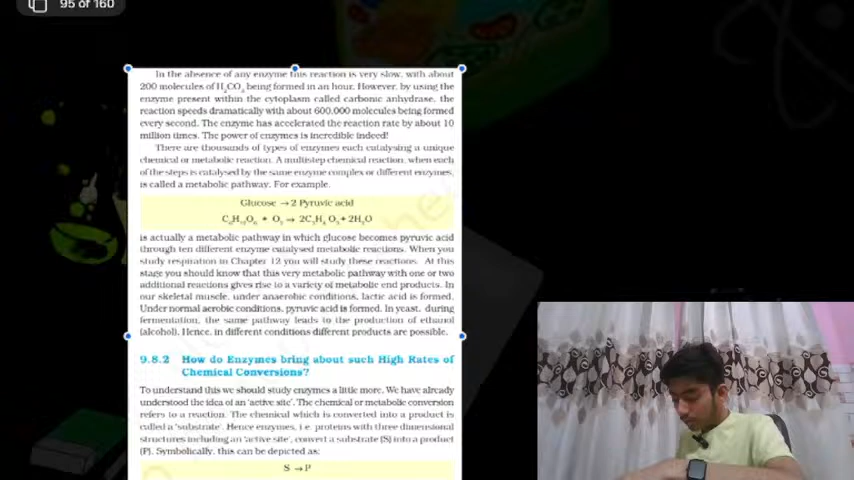 95 of 160
In the absence of any enzyme this reaction is very slow, with about
200 molecules of H₂CO₃ being formed in an hour. However, by using the
enzyme present within the cytoplasm called carbonic anhydrase, the
reaction speeds dramatically with about 600,000 molecules being formed
every second. The enzyme has accelerated the reaction rate by about 10
million times. The power of enzymes is incredible indeed!
There are thousands of types of enzymes each catalysing a unique
chemical or metabolic reaction. A multistep chemical reaction, when each
of the steps is catalysed by the same enzyme complex or different enzymes,
is called a metabolic pathway. For example,
Glucose → 2 Pyruvic acid
C₆H₁₂O₆ + O₂ → 2C₃H₄ O₃ + 2H₂O
is actually a metabolic pathway in which glucose becomes pyruvic acid
through ten different enzyme catalysed metabolic reactions. When you
study respiration in Chapter 12 you will study these reactions. At this
stage you should know that this very metabolic pathway with one or two
additional reactions gives rise to a variety of metabolic end products. In
our skeletal muscle, under anaerobic conditions, lactic acid is formed.
Under normal aerobic conditions, pyruvic acid is formed. In yeast, during
fermentation, the same pathway leads to the production of ethanol
(alcohol). Hence, in different conditions different products are possible.
9.8.2 How do Enzymes bring about such High Rates of
Chemical Conversions?
To understand this we should study enzymes a little more. We have already
understood the idea of an 'active site'. The chemical or metabolic conversion
refers to a reaction. The chemical which is converted into a product is
called a 'substrate'. Hence enzymes, i.e. proteins with three dimensional
structures including an 'active site', convert a substrate (S) into a product
(P). Symbolically, this can be depicted as:
S → P